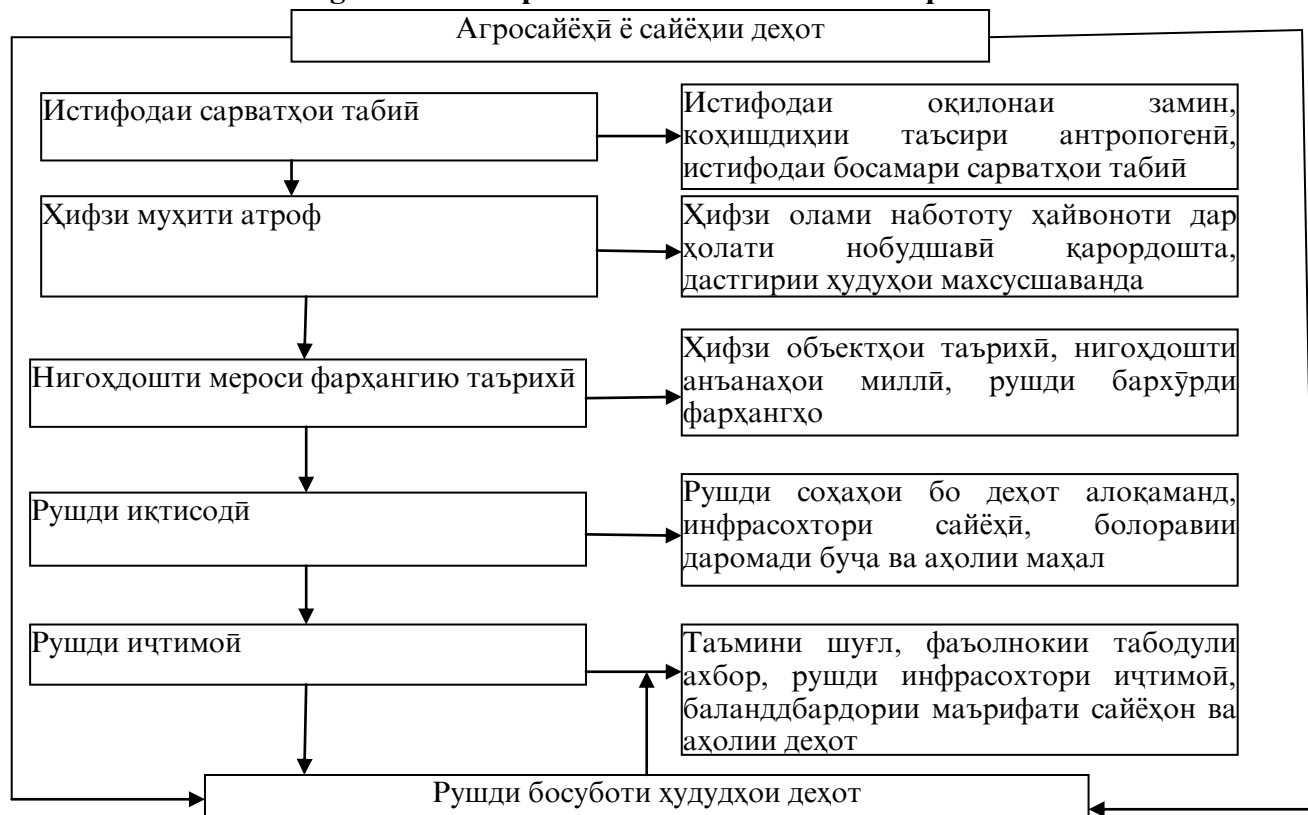 Агросайёҳӣ ё сайёҳии деҳот
Истифодаи сарватҳои табиӣ
Истифодаи оқилонаи замин,
коҳишдиҳии таъсири антропогенӣ,
истифодаи босамари сарватҳои табиӣ
Ҳифзи муҳити атроф
Ҳифзи олами набототу ҳайвоноти дар
ҳолати нобудшавӣ қарордошта,
дастгирии ҳудуҳои махсусшаванда
Нигоҳдошти мероси фарҳангию таърихӣ
Ҳифзи объектҳои таърихӣ, нигоҳдошти
анъанаҳои миллӣ, рушди бархӯрди
фарҳангҳо
Рушди иқтисодӣ
Рушди соҳаҳои бо деҳот алоқаманд,
инфрасохтори сайёҳӣ, болоравии
даромади буҷа ва аҳолии маҳал
Рушди иҷтимоӣ
Таъмини шуғл, фаъолнокии табодули
ахбор, рушди инфрасохтори иҷтимоӣ,
баланддбардории маърифати сайёҳон ва
аҳолии деҳот
Рушди босуботи ҳудудҳои деҳот